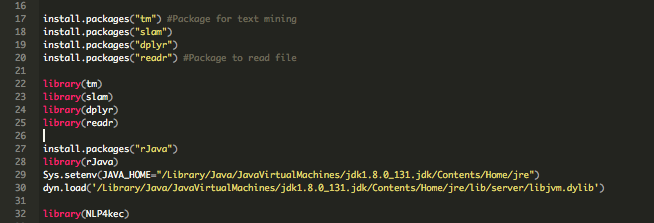 16
17 install.packages("tm") #Package for text mining
18 install.packages("slam")
19 install.packages("dplyr")
20 install.packages("readr") #Package to read file
21
22 library(tm)
23 library(slam)
24 library(dplyr)
25 library(readr)
26
27 install.packages("rJava")
28 library(rJava)
29 Sys.setenv(JAVA_HOME="/Library/Java/JavaVirtualMachines/jdk1.8.0_131.jdk/Contents/Home/jre")
30 dyn.load('/Library/Java/JavaVirtualMachines/jdk1.8.0_131.jdk/Contents/Home/jre/lib/server/libjvm.dylib')
31
32 library(NLP4kec)